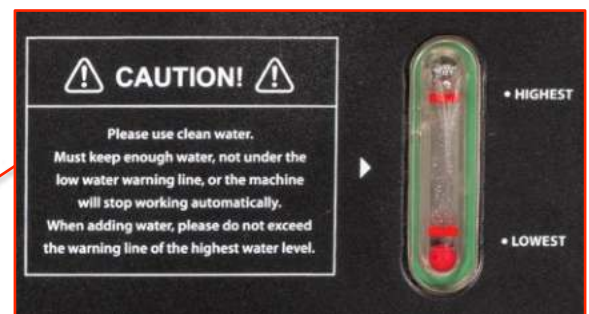 CAUTION!
Please use clean water.
Must keep enough water, not under the
low water warning line, or the machine
will stop working automatically.
When adding water, please do not exceed
the warning line of the highest water level.
• HIGHEST
• LOWEST